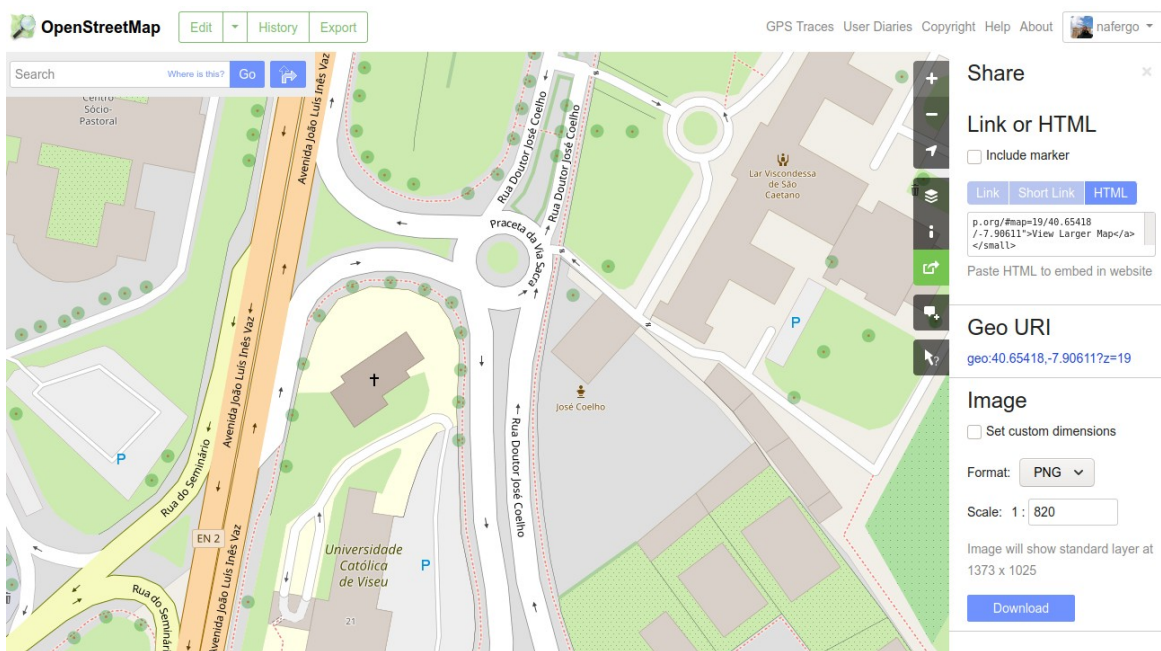 OpenStreetMap
Edit
History
Export
GPS Traces
User Diaries
Copyright
Help
About
nafergo
Search
Where is this?
Go
Centro
Sócio-
Pastoral
Avenida João Luís Inês Vaz
Rua Doutor José Coelho
Rua Doutor José Coelho
Lar Viscondessa
de São
Caetano
Praceta da Via Sacra
Avenida João Luís Inês Vaz
P
José Coelho
Avenida João Luís Inês Vaz
Rua Doutor José Coelho
P
Rua do Seminário
EN 2
Universidade
Católica
de Viseu
P
Avenida João Luís Inês Vaz
Rua do Seminário
21
Share
×
Link or HTML
Include marker
Link
Short Link
HTML
p.org/#map=19/40.65418
/-7.90611">View Larger Map</a>
</small>
Paste HTML to embed in website
Geo URI
geo:40.65418,-7.90611?z=19
Image
Set custom dimensions
Format:
PNG
Scale: 1 : 820
Image will show standard layer at
1373 x 1025
Download